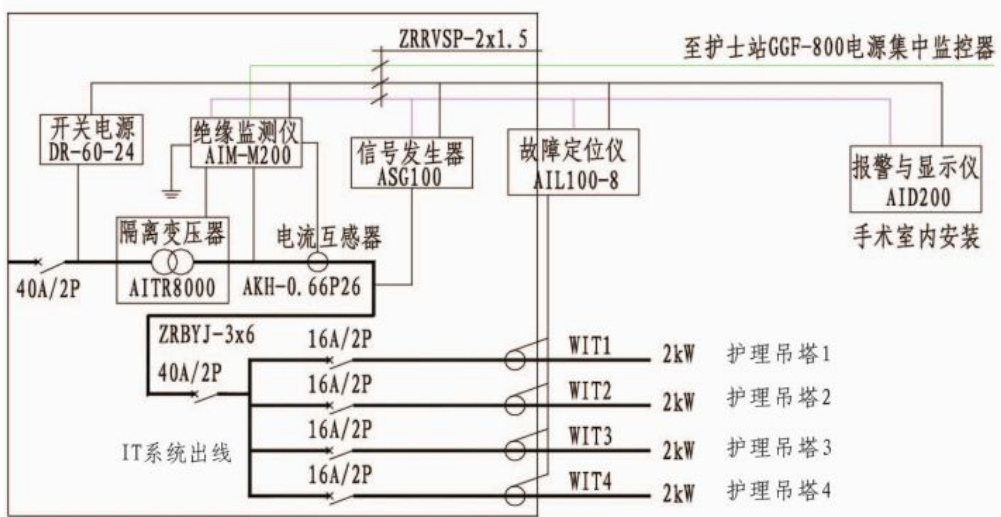 ZRRVSP-2x1.5
至护士站GGF-800电源集中监控器
开关电源
DR-60-24
绝缘监测仪
AIM-M200
信号发生器
ASG100
故障定位仪
AIL100-8
报警与显示仪
AID200
手术室内安装
隔离变压器
AITR8000
电流互感器
AKH-0.66P26
40A/2P
ZRBYJ-3x6
40A/2P
IT系统出线
16A/2P
WIT1
2kW
护理吊塔1
16A/2P
WIT2
2kW
护理吊塔2
16A/2P
WIT3
2kW
护理吊塔3
16A/2P
WIT4
2kW
护理吊塔4